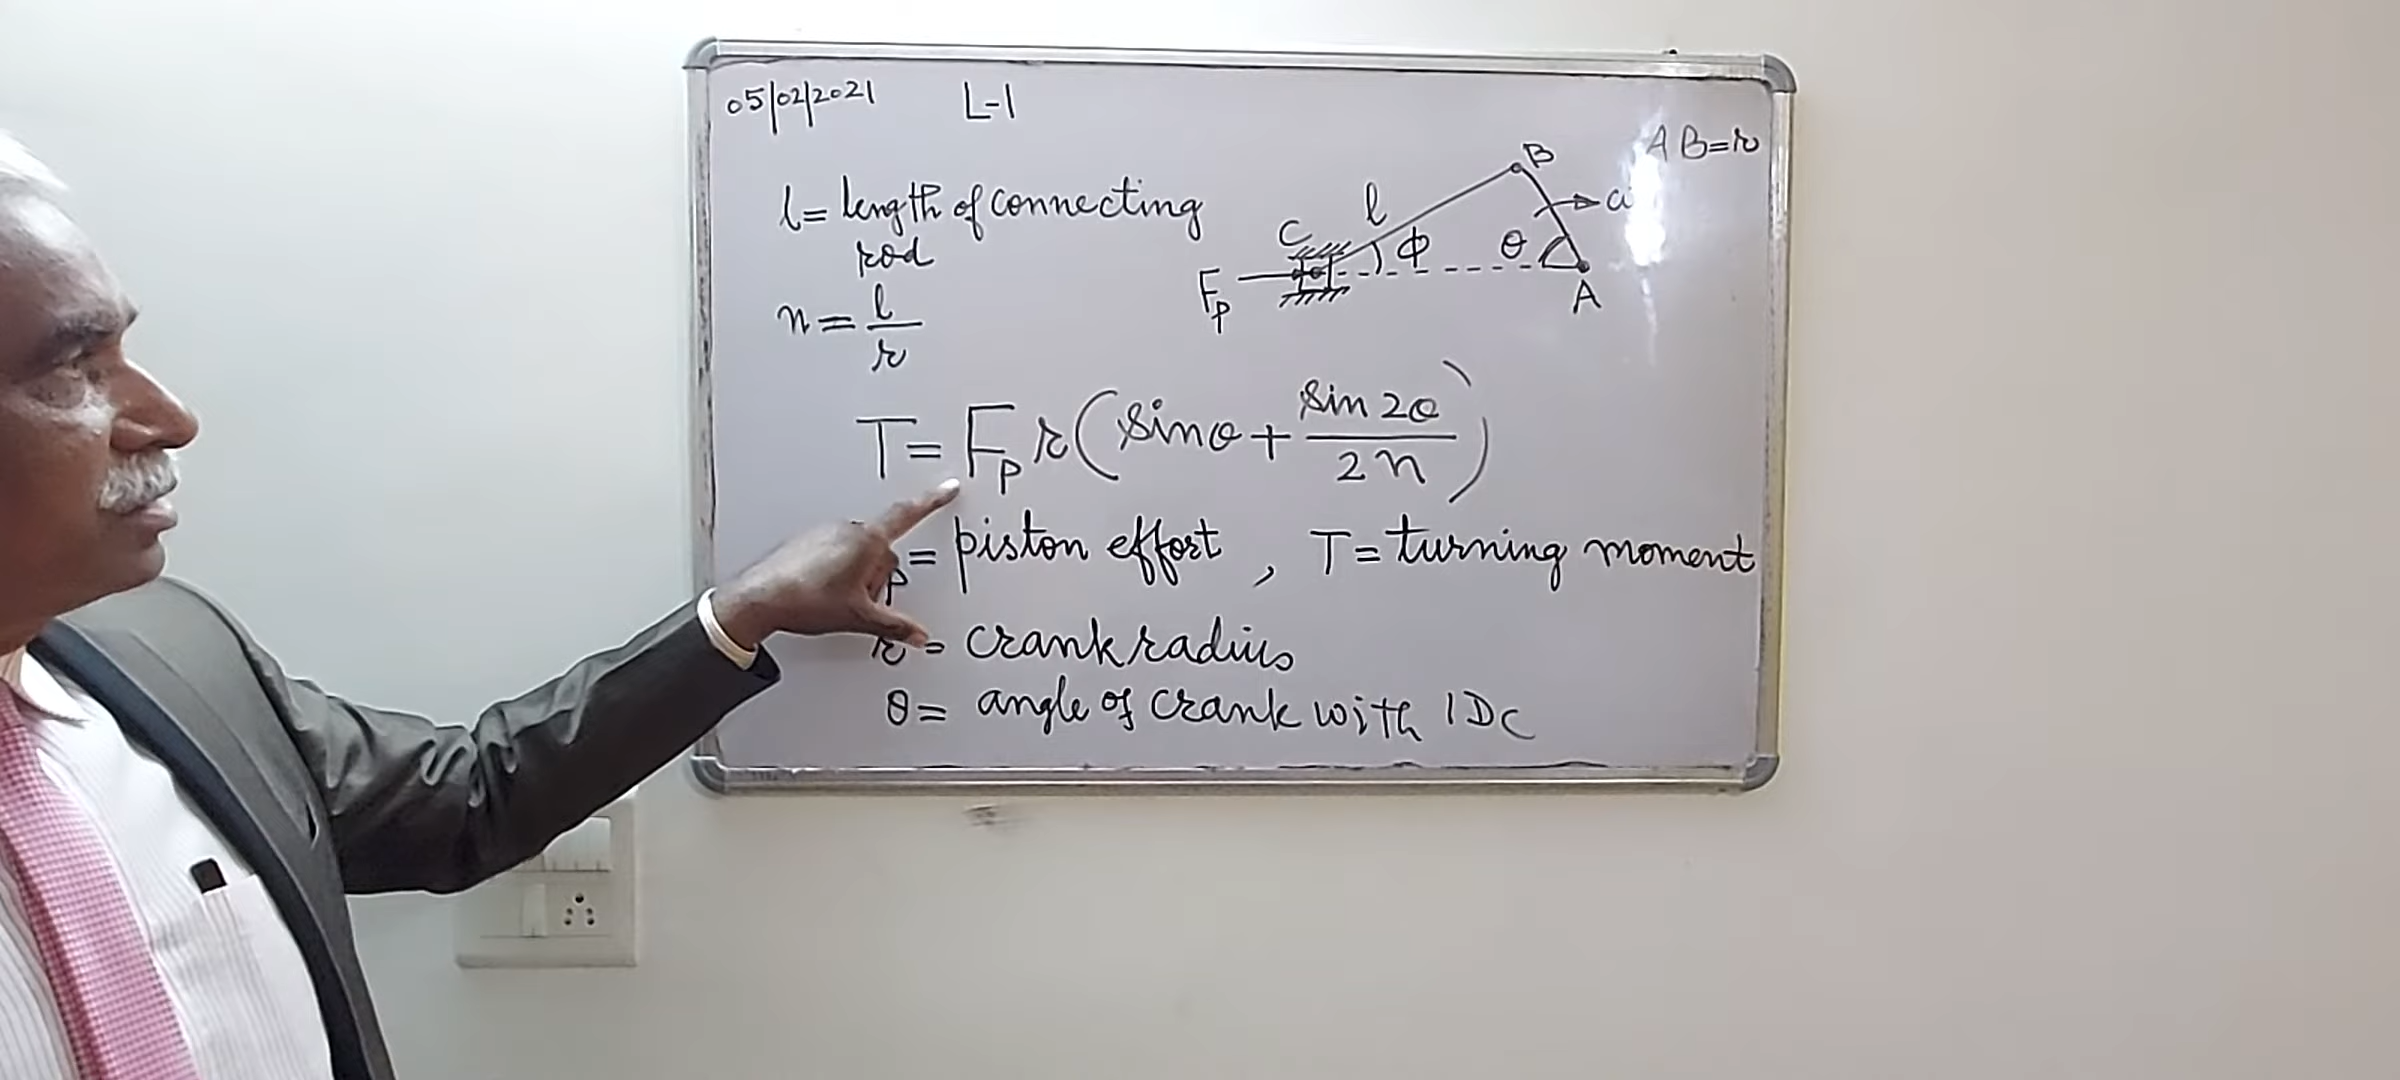 05/02/2021 L-1
AB=r
l= length of connecting
rod
n = l/r
B
l
ω
C
ϕ
θ
Fp
A
T = Fp r ( sinθ + sin 2θ / 2n )
p = piston effort , T = turning moment
r = crank radius
θ = angle of crank with IDC